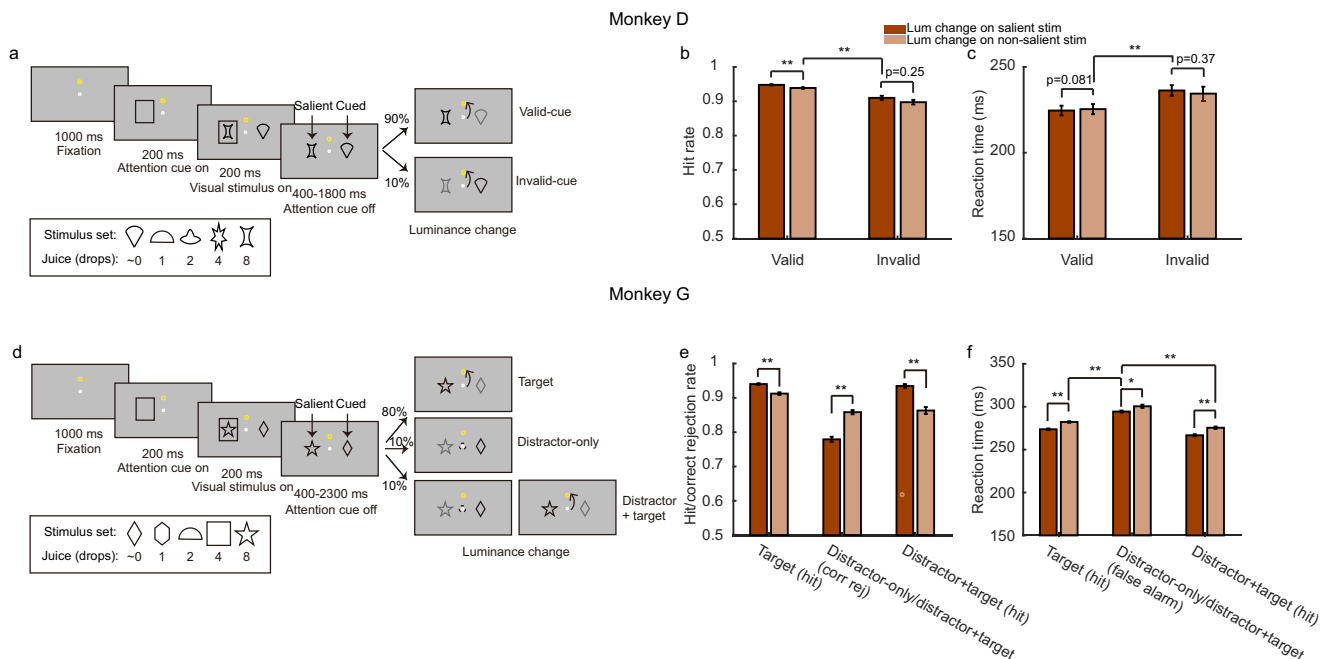 Monkey D
Lum change on salient stim
Lum change on non-salient stim
a
1000 ms
Fixation
200 ms
Attention cue on
200 ms
Visual stimulus on
Salient Cued
400-1800 ms
Attention cue off
90%
10%
Valid-cue
Invalid-cue
Luminance change
Stimulus set:
Juice (drops): ~0 1 2 4 8
b
Hit rate
1
0.9
0.8
0.7
0.6
0.5
**
**
p=0.25
Valid Invalid
c
Reaction time (ms)
250
200
150
p=0.081
**
p=0.37
Valid Invalid
Monkey G
d
1000 ms
Fixation
200 ms
Attention cue on
200 ms
Visual stimulus on
Salient Cued
400-2300 ms
Attention cue off
80%
10%
10%
Target
Distractor-only
Distractor
+ target
Luminance change
Stimulus set:
Juice (drops): ~0 1 2 4 8
e
Hit/correct rejection rate
1
0.9
0.8
0.7
0.6
0.5
**
**
**
Target (hit)
Distractor-only/distractor+target
(corr rej)
Distractor+target (hit)
f
Reaction time (ms)
350
300
250
200
150
**
**
*
**
**
Target (hit)
Distractor-only/distractor+target
(false alarm)
Distractor+target (hit)